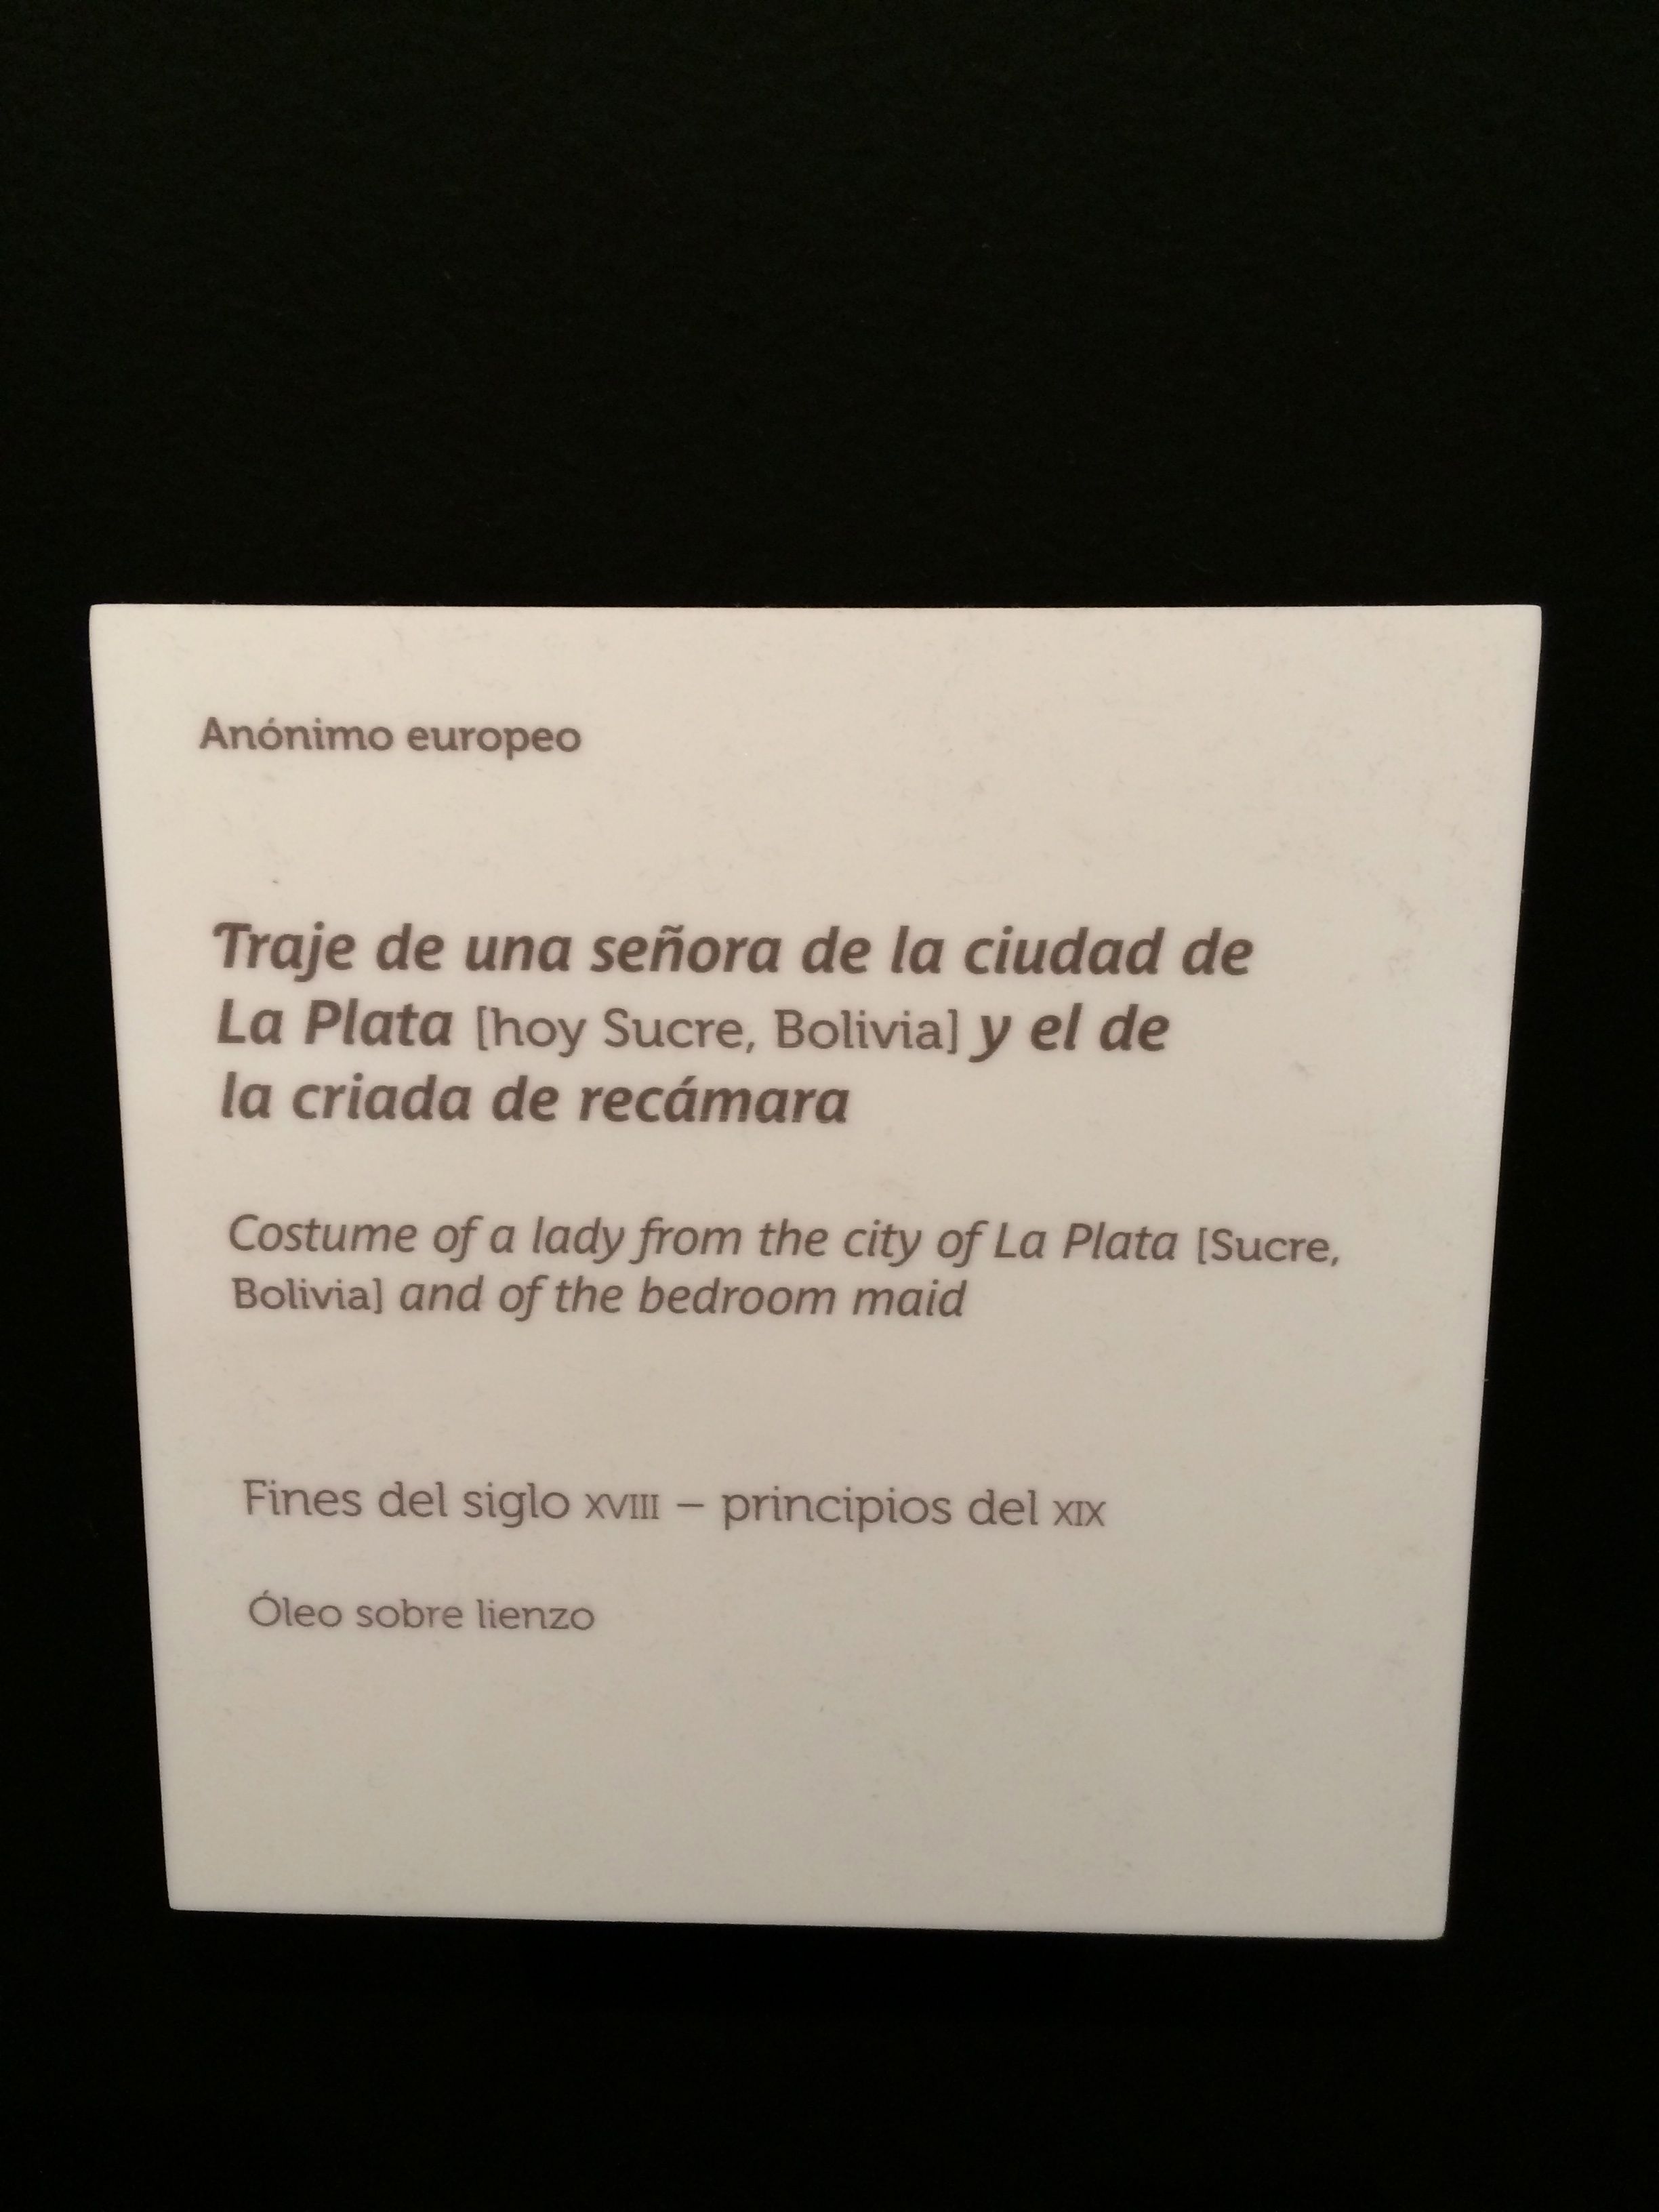 Anónimo europeo
Traje de una señora de la ciudad de
La Plata [hoy Sucre, Bolivia] y el de
la criada de recámara
Costume of a lady from the city of La Plata [Sucre,
Bolivia] and of the bedroom maid
Fines del siglo XVIII – principios del XIX
Óleo sobre lienzo